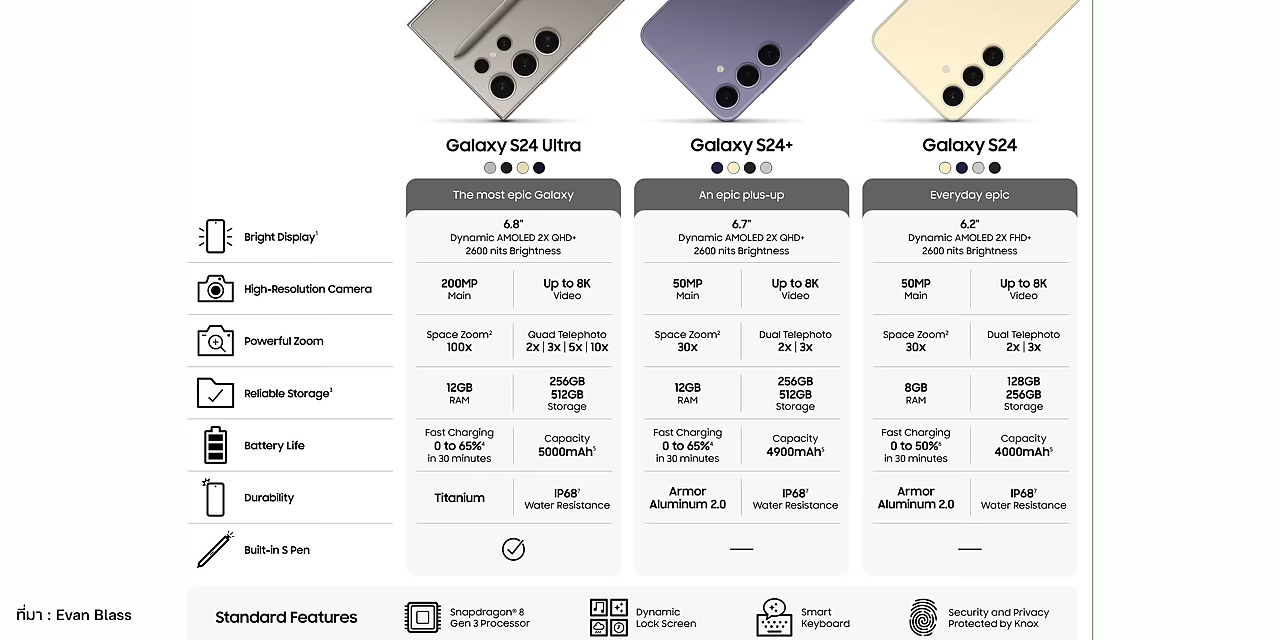 Galaxy S24 Ultra
Galaxy S24+
Galaxy S24
The most epic Galaxy
An epic plus-up
Everyday epic
Bright Display¹
6.8"
Dynamic AMOLED 2X QHD+
2600 nits Brightness
6.7"
Dynamic AMOLED 2X QHD+
2600 nits Brightness
6.2"
Dynamic AMOLED 2X FHD+
2600 nits Brightness
High-Resolution Camera
200MP
Main
Up to 8K
Video
50MP
Main
Up to 8K
Video
50MP
Main
Up to 8K
Video
Powerful Zoom
Space Zoom²
100x
Quad Telephoto
2x | 3x | 5x | 10x
Space Zoom²
30x
Dual Telephoto
2x | 3x
Space Zoom²
30x
Dual Telephoto
2x | 3x
Reliable Storage³
12GB
RAM
256GB
512GB
Storage
12GB
RAM
256GB
512GB
Storage
8GB
RAM
128GB
256GB
Storage
Battery Life
Fast Charging
0 to 65%⁴
in 30 minutes
Capacity
5000mAh⁵
Fast Charging
0 to 65%⁴
in 30 minutes
Capacity
4900mAh⁵
Fast Charging
0 to 50%⁶
in 30 minutes
Capacity
4000mAh⁵
Durability
Titanium
IP68⁷
Water Resistance
Armor
Aluminum 2.0
IP68⁷
Water Resistance
Armor
Aluminum 2.0
IP68⁷
Water Resistance
Built-in S Pen
ที่มา : Evan Blass
Standard Features
Snapdragon® 8
Gen 3 Processor
Dynamic
Lock Screen
Smart
Keyboard
Security and Privacy
Protected by Knox